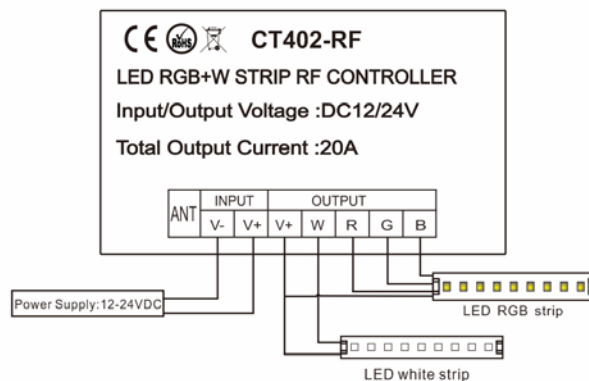 CE RoHS CT402-RF
LED RGB+W STRIP RF CONTROLLER
Input/Output Voltage :DC12/24V
Total Output Current :20A
ANT INPUT OUTPUT
V- V+ V+ W R G B
Power Supply:12-24VDC
LED RGB strip
LED white strip